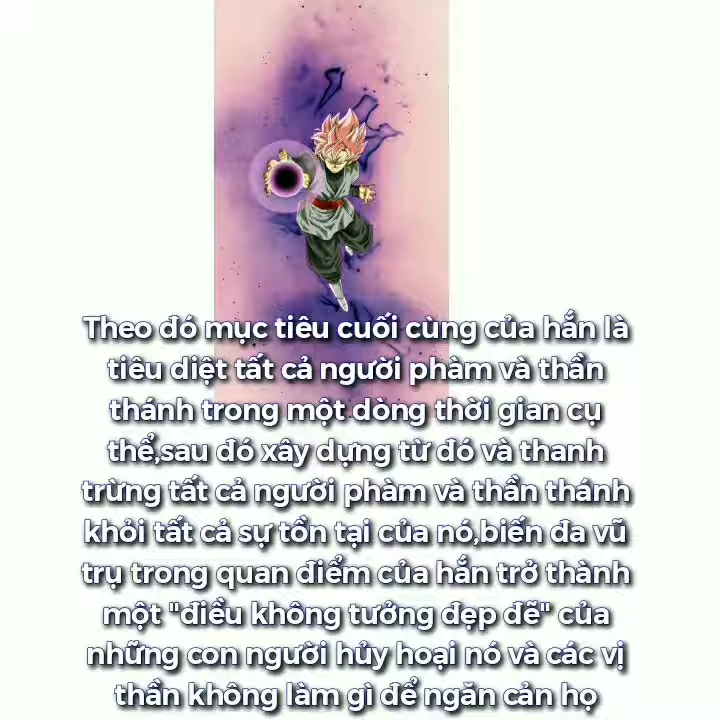 Theo đó mục tiêu cuối cùng của hắn là
tiêu diệt tất cả người phàm và thần
thánh trong một dòng thời gian cụ
thể,sau đó xây dựng từ đó và thanh
trừng tất cả người phàm và thần thánh
khỏi tất cả sự tồn tại của nó,biến đa vũ
trụ trong quan điểm của hắn trở thành
một "điều không tưởng đẹp đẽ" của
những con người hủy hoại nó và các vị
thần không làm gì để ngăn cản họ